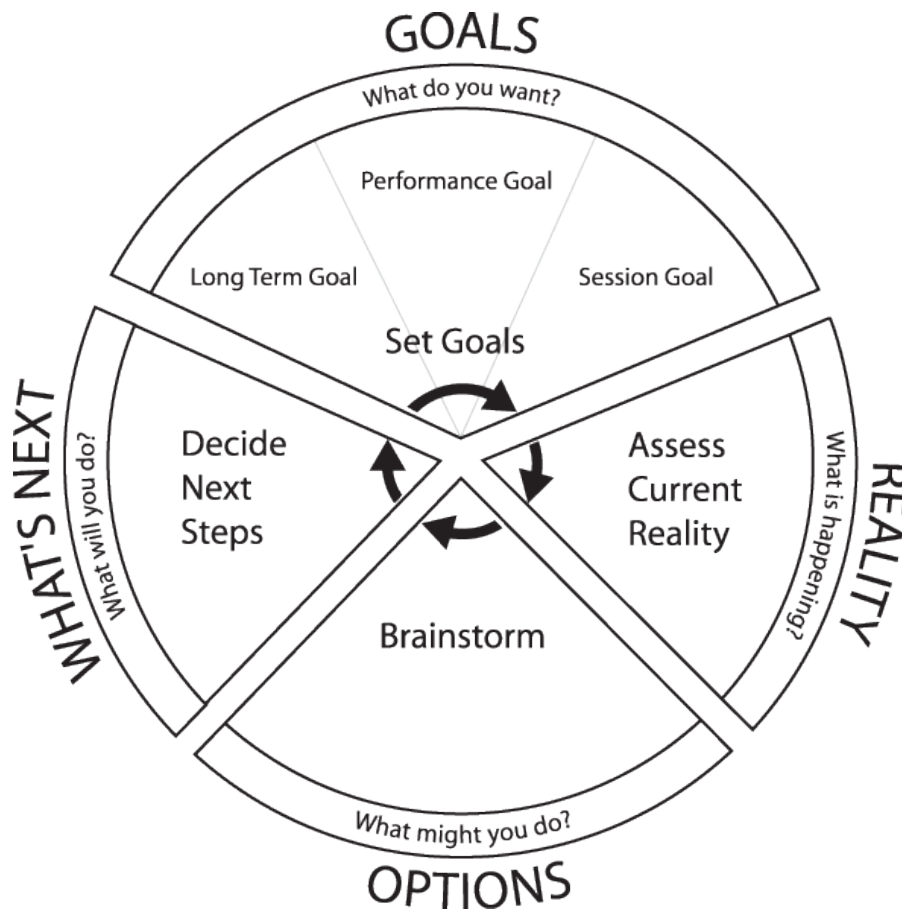 GOALS
What do you want?
Performance Goal
Long Term Goal
Session Goal
Set Goals
REALITY
What is happening?
Assess
Current
Reality
Brainstorm
What might you do?
OPTIONS
WHAT'S NEXT
What will you do?
Decide
Next
Steps